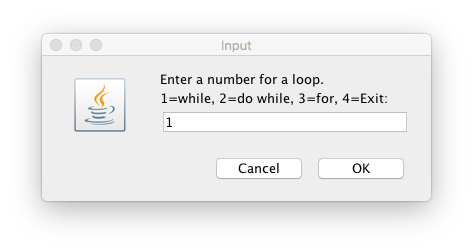 Input
Enter a number for a loop.
1=while, 2=do while, 3=for, 4=Exit:
1
Cancel
OK